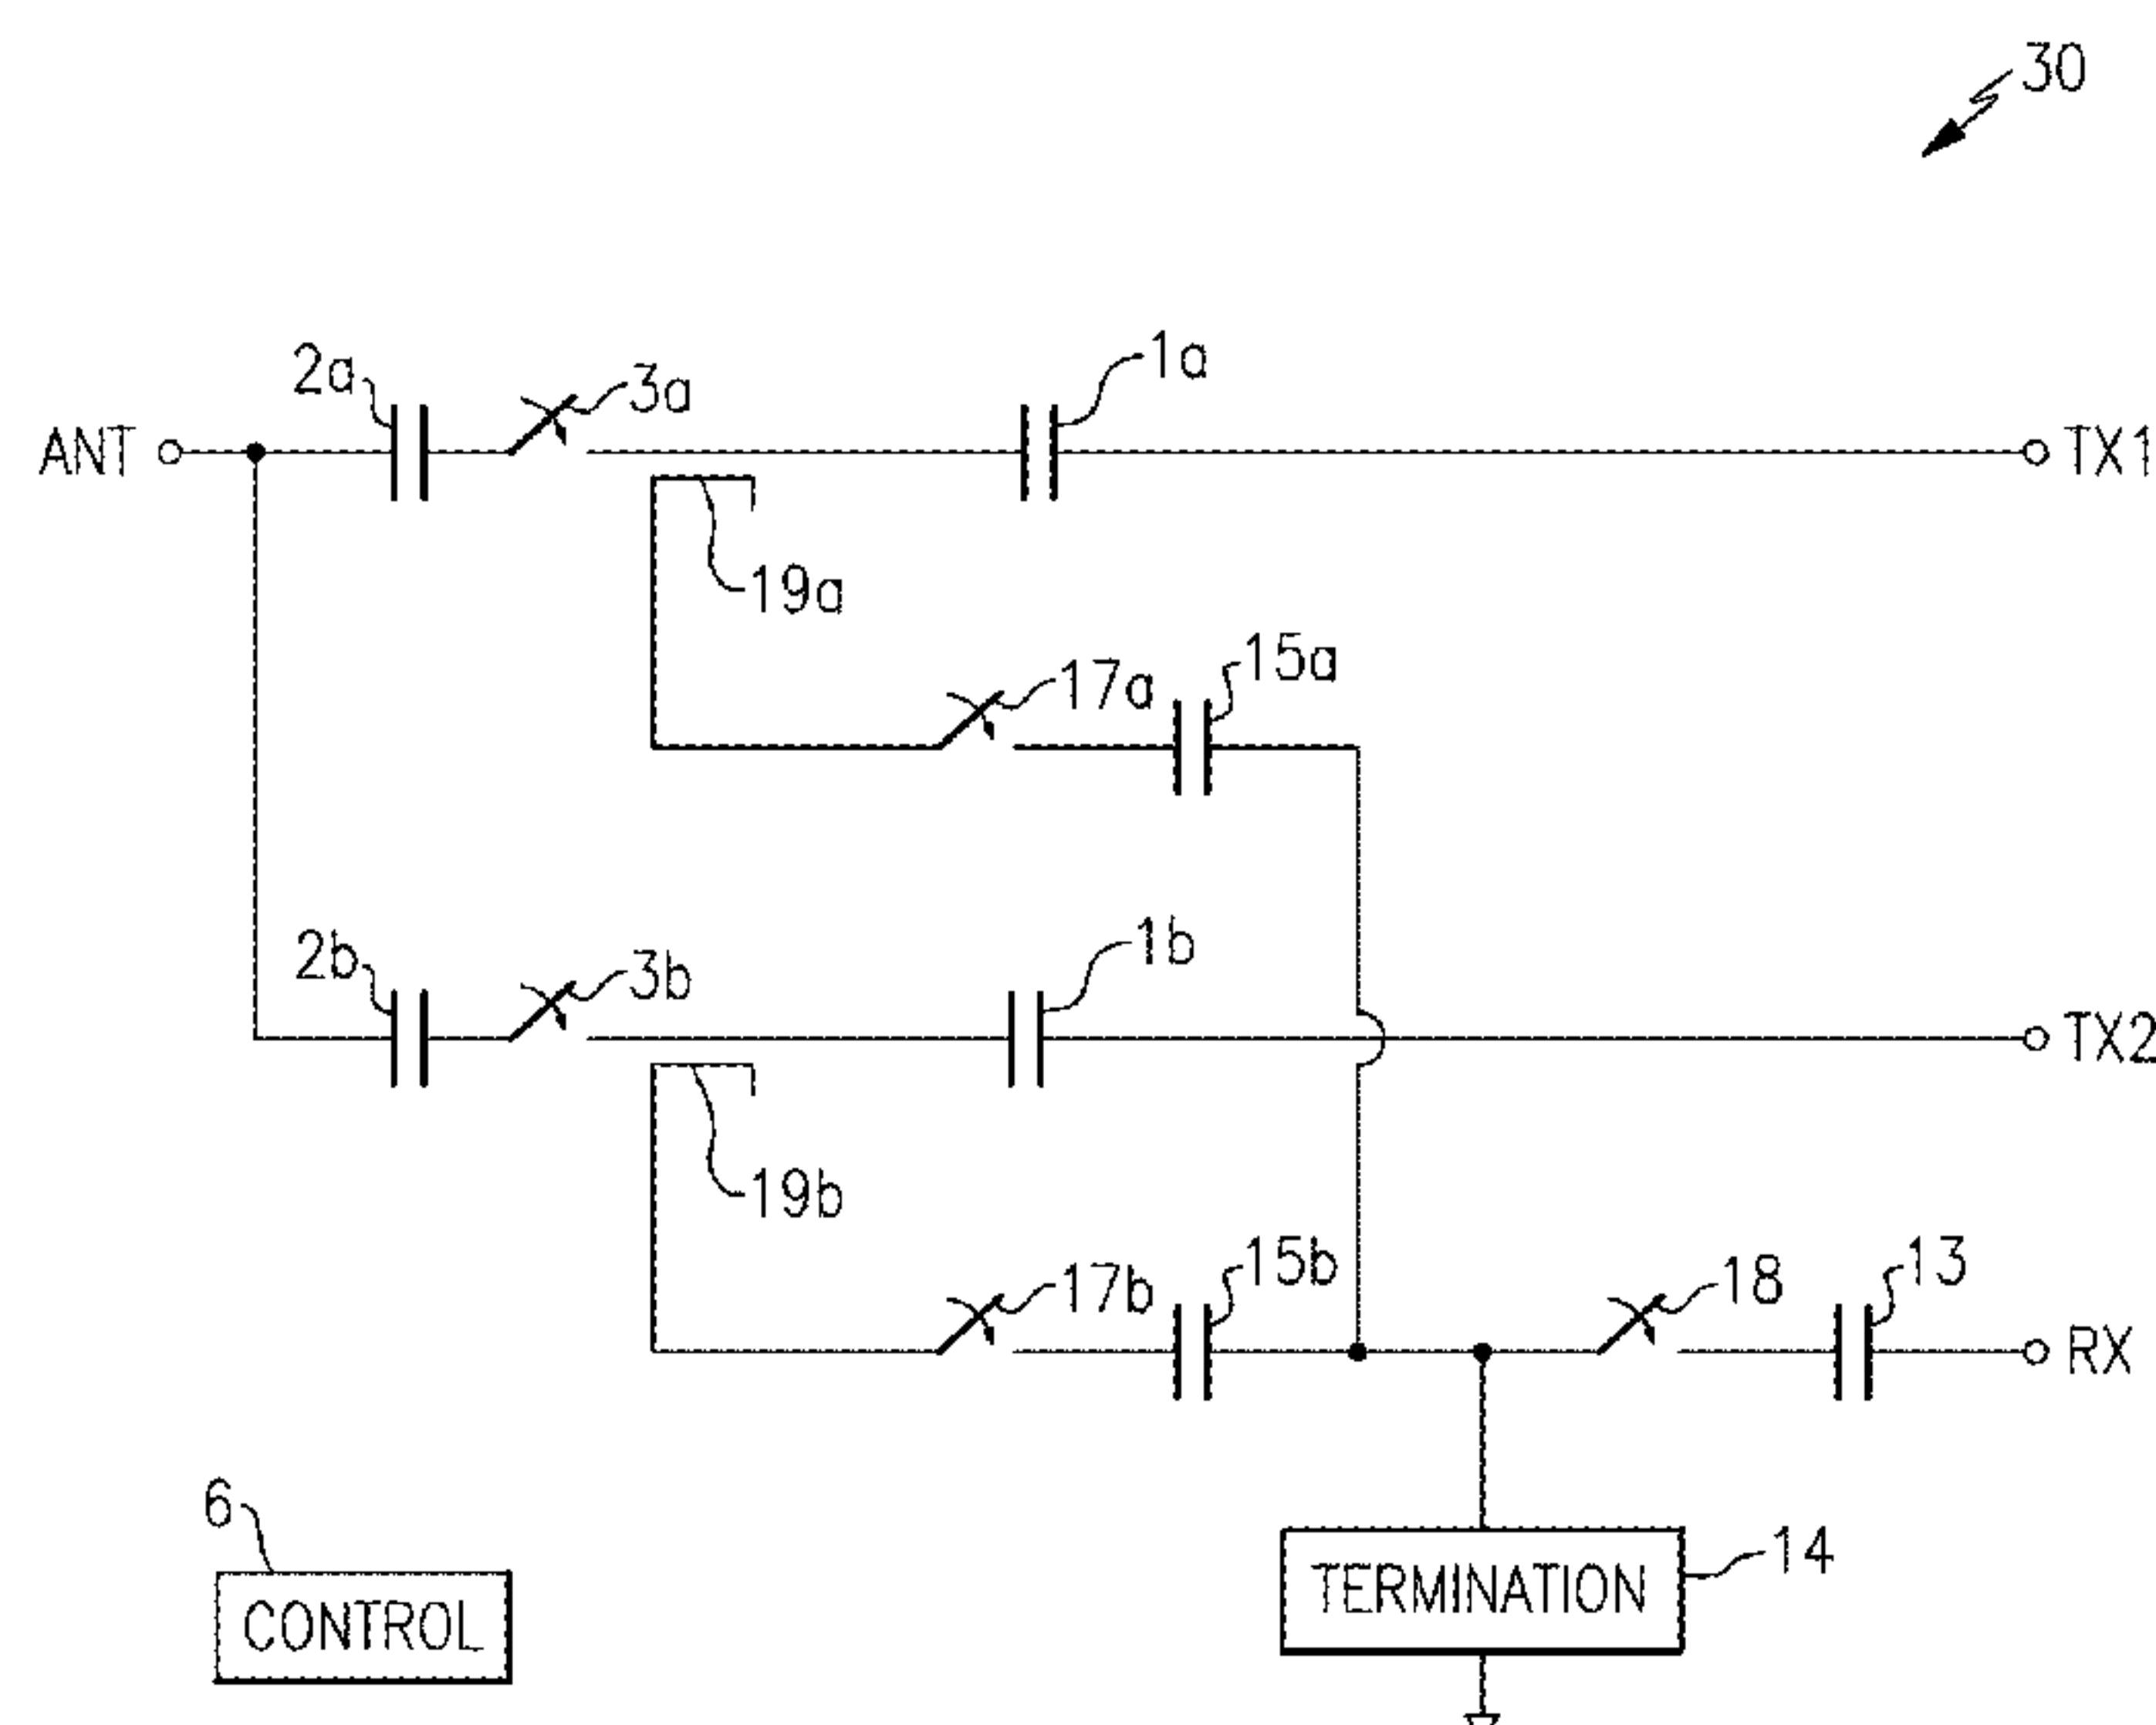 30
2a
3a
1a
ANT
TX1
19a
17a
15a
2b
3b
1b
TX2
19b
17b
15b
18
13
RX
6
CONTROL
TERMINATION
14